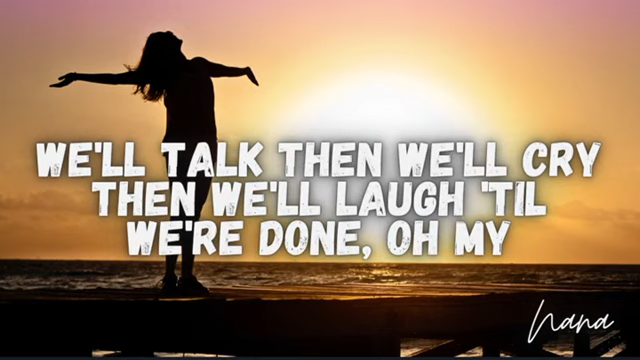 WE'LL TALK THEN WE'LL CRY
THEN WE'LL LAUGH 'TIL
WE'RE DONE, OH MY
Nana